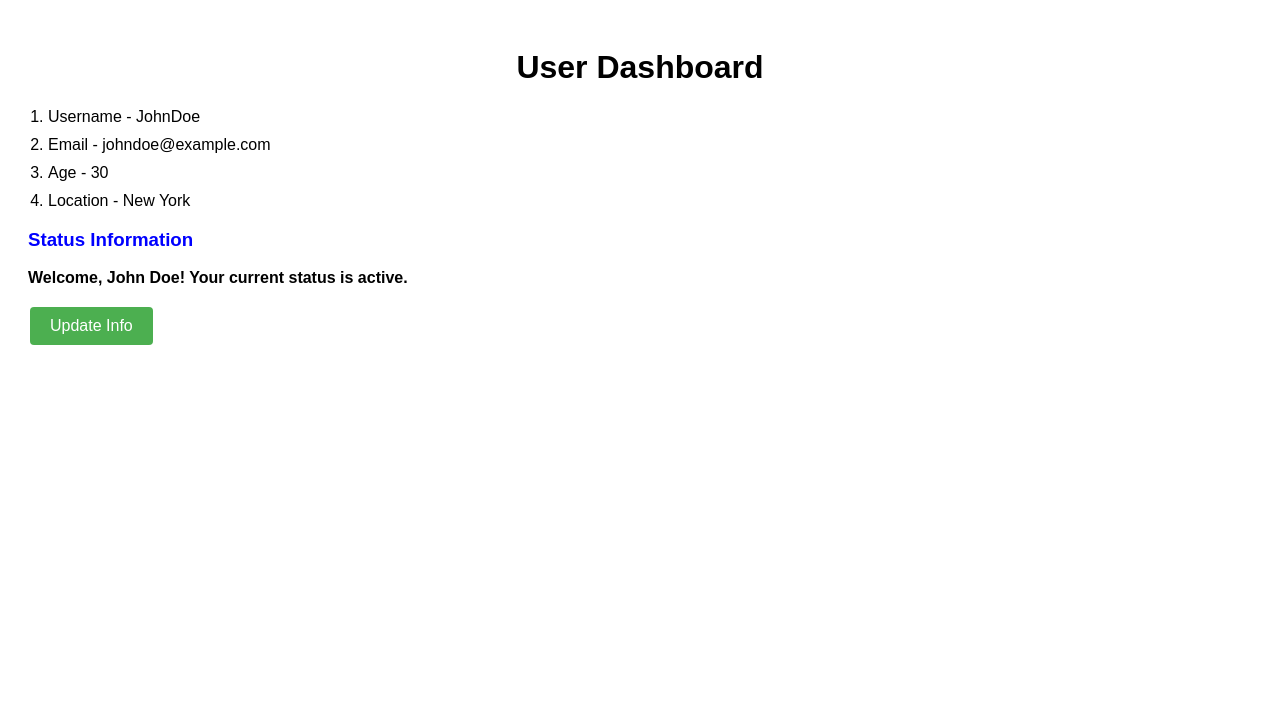 User Dashboard
1. Username - JohnDoe
2. Email - johndoe@example.com
3. Age - 30
4. Location - New York
Status Information
Welcome, John Doe! Your current status is active.
Update Info